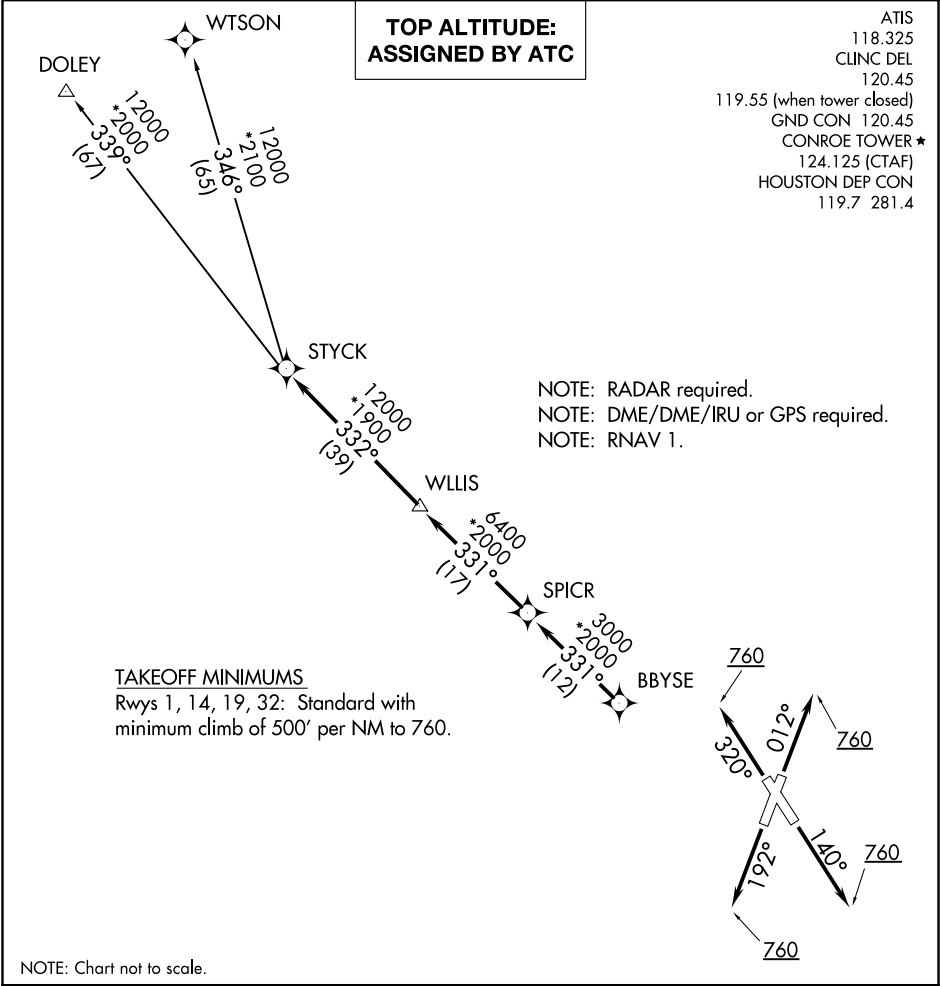 TOP ALTITUDE:
ASSIGNED BY ATC
ATIS
118.325
CLINC DEL
120.45
119.55 (when tower closed)
GND CON 120.45
CONROE TOWER ★
124.125 (CTAF)
HOUSTON DEP CON
119.7 281.4
WTSON
DOLEY
12000
*2000
339°
(67)
12000
*2100
346°
(65)
STYCK
12000
*1900
332°
(39)
NOTE: RADAR required.
NOTE: DME/DME/IRU or GPS required.
NOTE: RNAV 1.
WLLIS
6400
*2000
331°
(17)
SPICR
3000
*2000
331°
(12)
BBYSE
TAKEOFF MINIMUMS
Rwys 1, 14, 19, 32: Standard with
minimum climb of 500' per NM to 760.
760
320°
012°
760
192°
140°
760
760
NOTE: Chart not to scale.